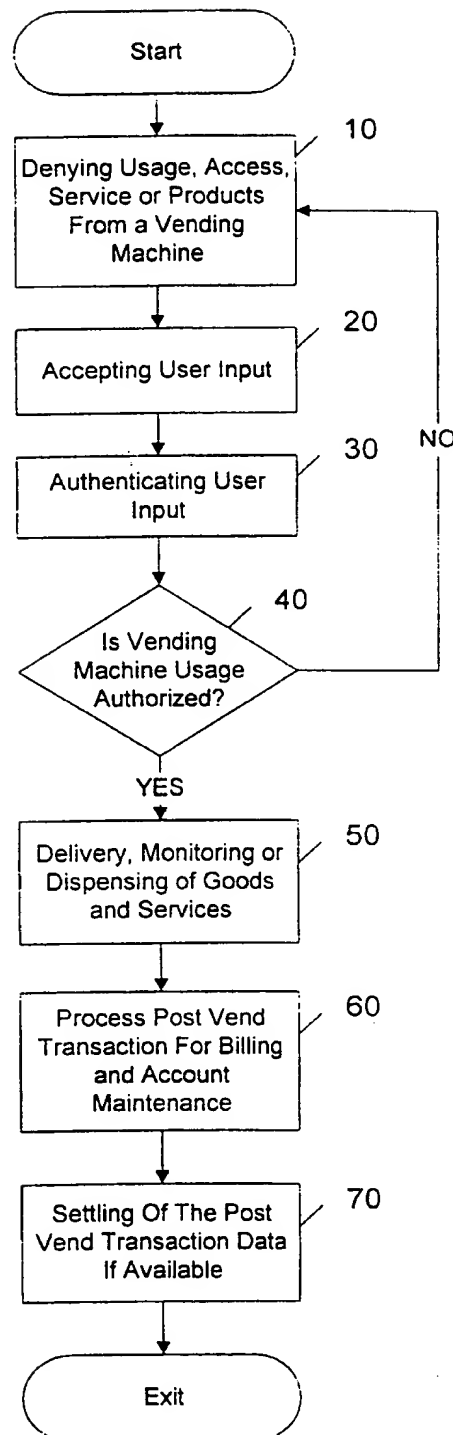 Start
10
Denying Usage, Access,
Service or Products
From a Vending
Machine
20
Accepting User Input
30
Authenticating User
Input
NO
40
Is Vending
Machine Usage
Authorized?
YES
50
Delivery, Monitoring or
Dispensing of Goods
and Services
60
Process Post Vend
Transaction For Billing
and Account
Maintenance
70
Settling Of The Post
Vend Transaction Data
If Available
Exit